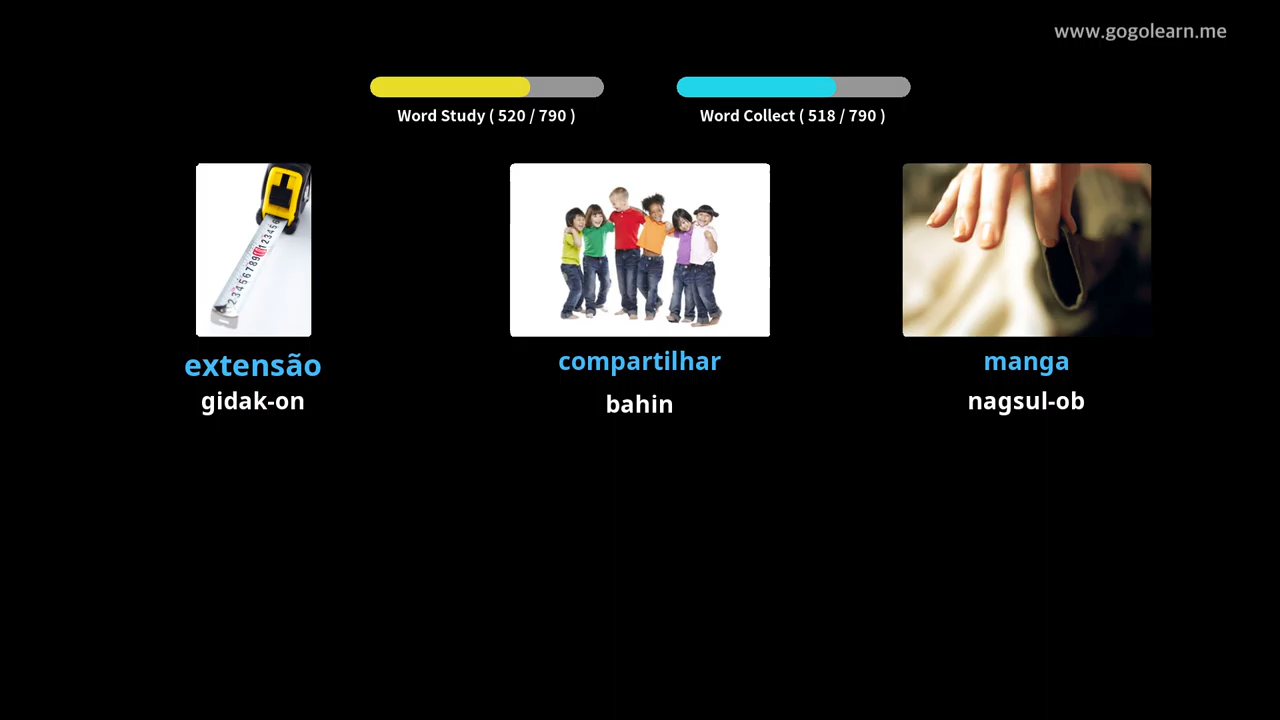 www.gogolearn.me
Word Study ( 520 / 790 )
Word Collect ( 518 / 790 )
extensão
gidak-on
compartilhar
bahin
manga
nagsul-ob